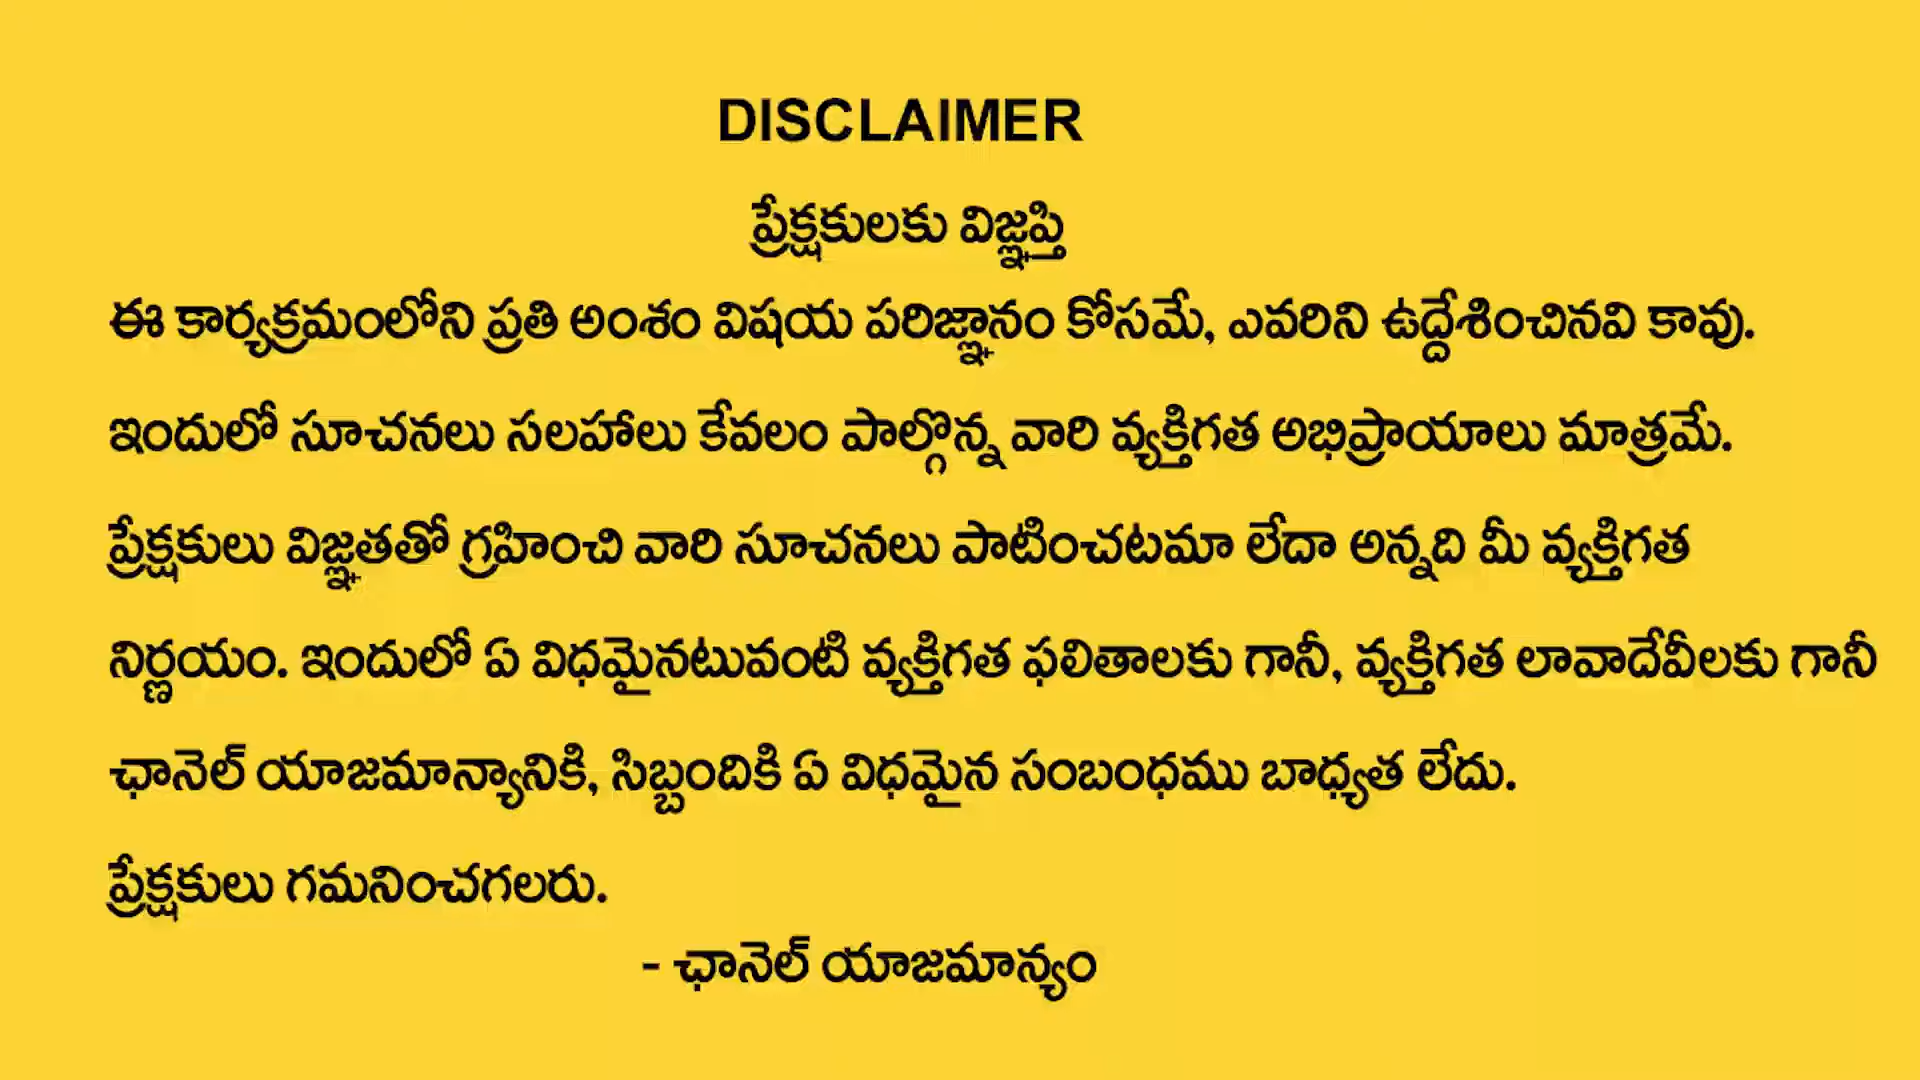 DISCLAIMER
ప్రేక్షకులకు విజ్ఞప్తి
ఈ కార్యక్రమంలోని ప్రతి అంశం విషయ పరిజ్ఞానం కోసమే, ఎవరిని ఉద్దేశించినవి కావు.
ఇందులో సూచనలు సలహాలు కేవలం పాల్గొన్న వారి వ్యక్తిగత అభిప్రాయాలు మాత్రమే.
ప్రేక్షకులు విజ్ఞతతో గ్రహించి వారి సూచనలు పాటించటమా లేదా అన్నది మీ వ్యక్తిగత
నిర్ణయం. ఇందులో ఏ విధమైనటువంటి వ్యక్తిగత ఫలితాలకు గానీ, వ్యక్తిగత లావాదేవీలకు గానీ
ఛానెల్ యాజమాన్యానికి, సిబ్బందికి ఏ విధమైన సంబంధము బాధ్యత లేదు.
ప్రేక్షకులు గమనించగలరు.
- ఛానెల్ యాజమాన్యం